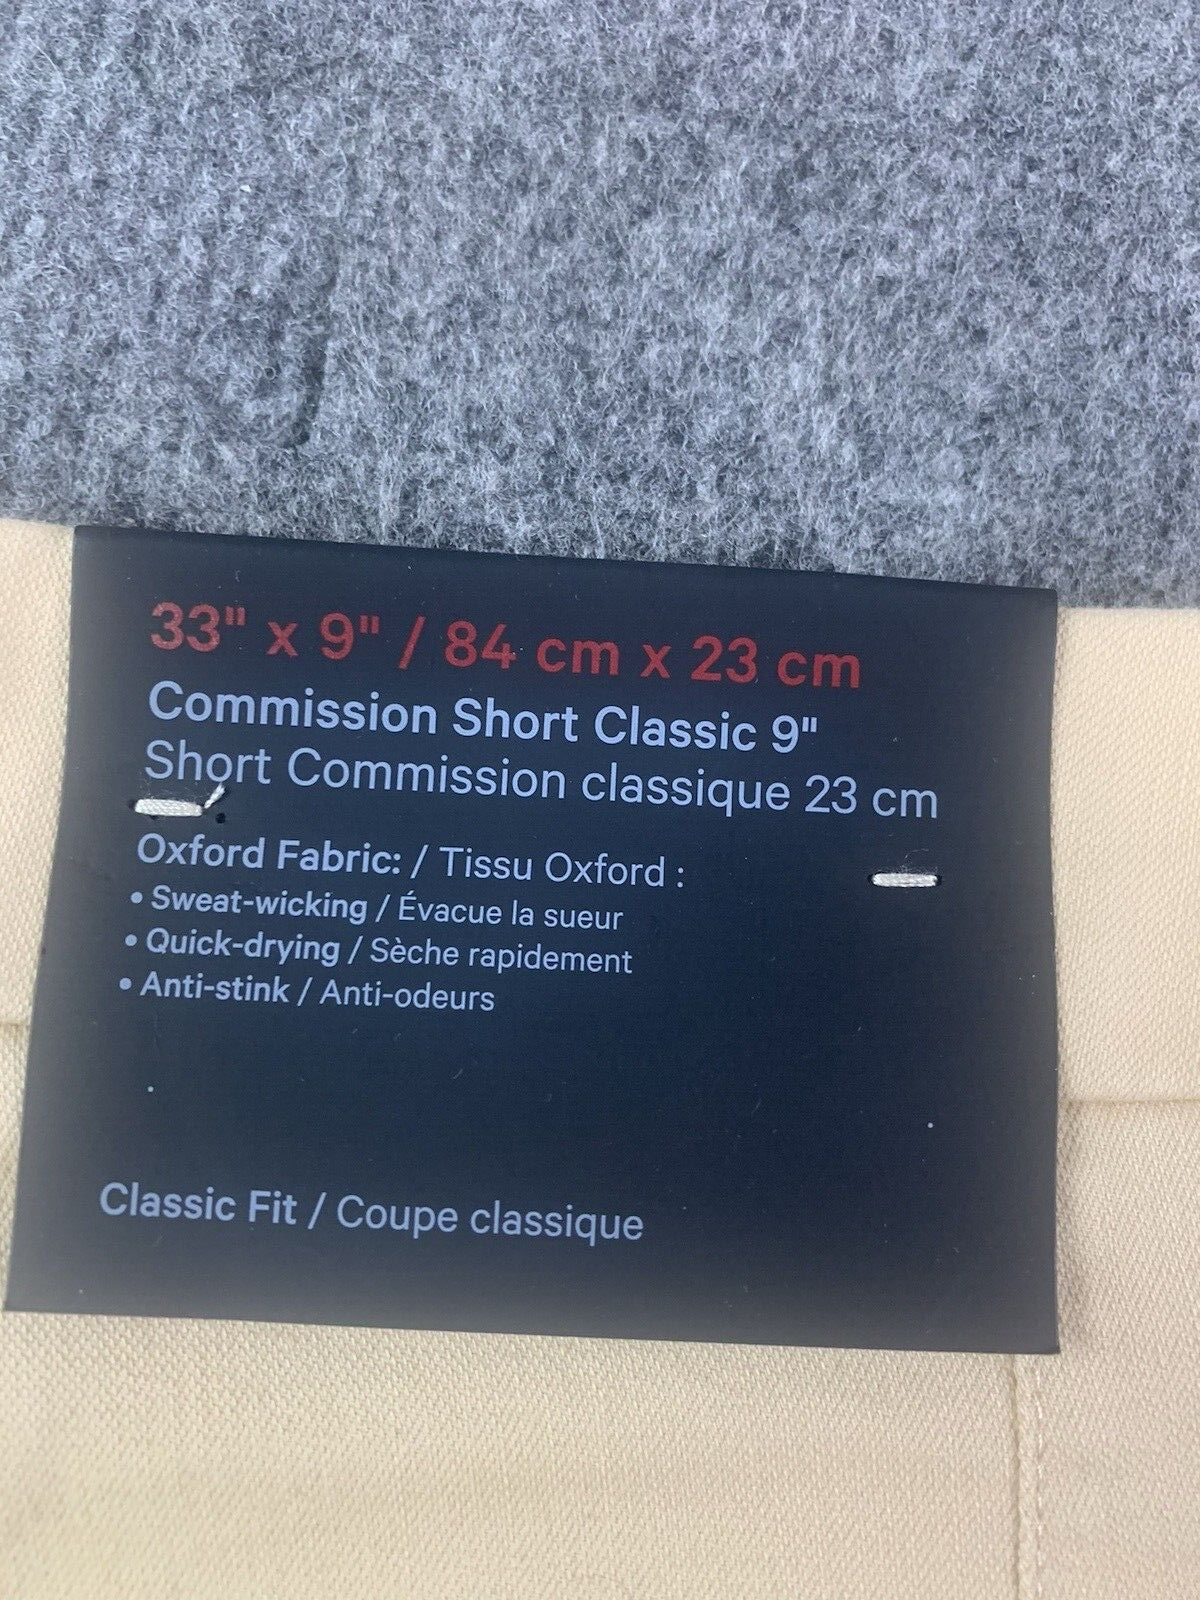 33" x 9" / 84 cm x 23 cm
Commission Short Classic 9"
Short Commission classique 23 cm
Oxford Fabric: / Tissu Oxford :
• Sweat-wicking / Évacue la sueur
• Quick-drying / Sèche rapidement
• Anti-stink / Anti-odeurs
Classic Fit / Coupe classique